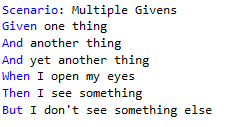 Scenario: Multiple Givens
Given one thing
And another thing
And yet another thing
When I open my eyes
Then I see something
But I don't see something else